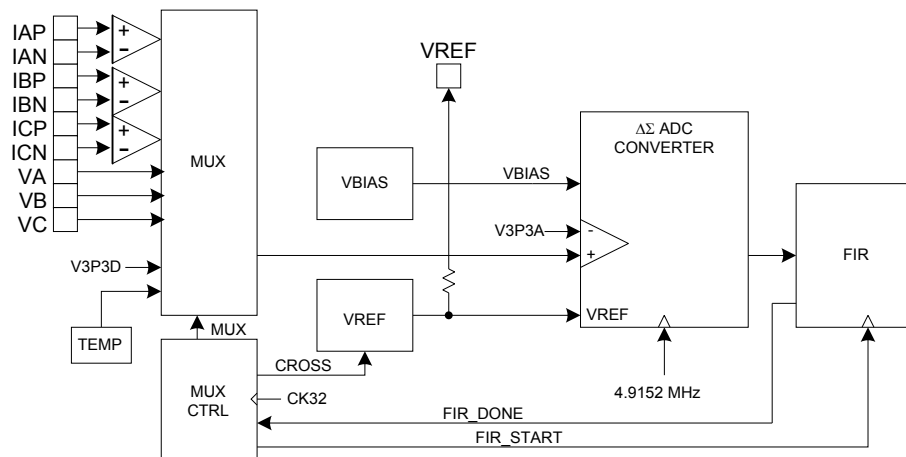 IAP
IAN
IBP
IBN
ICP
ICN
VA
VB
VC
+
-
+
-
+
-
MUX
V3P3D
TEMP
MUX
MUX
CTRL
CROSS
CK32
VREF
VBIAS
VBIAS
VREF
V3P3A
-
+
ΔΣ ADC
CONVERTER
VREF
4.9152 MHz
FIR
FIR_DONE
FIR_START